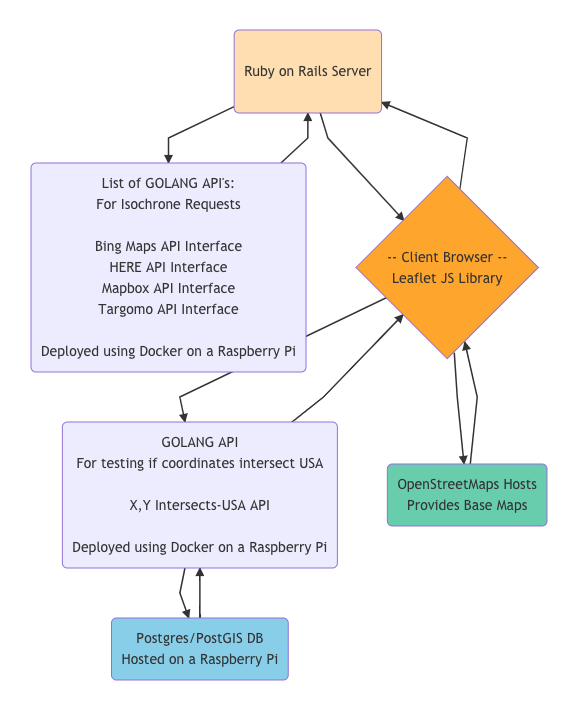 Ruby on Rails Server
List of GOLANG API's:
For Isochrone Requests
Bing Maps API Interface
HERE API Interface
Mapbox API Interface
Targomo API Interface
Deployed using Docker on a Raspberry Pi
-- Client Browser --
Leaflet JS Library
GOLANG API
For testing if coordinates intersect USA
X,Y Intersects-USA API
Deployed using Docker on a Raspberry Pi
OpenStreetMaps Hosts
Provides Base Maps
Postgres/PostGIS DB
Hosted on a Raspberry Pi